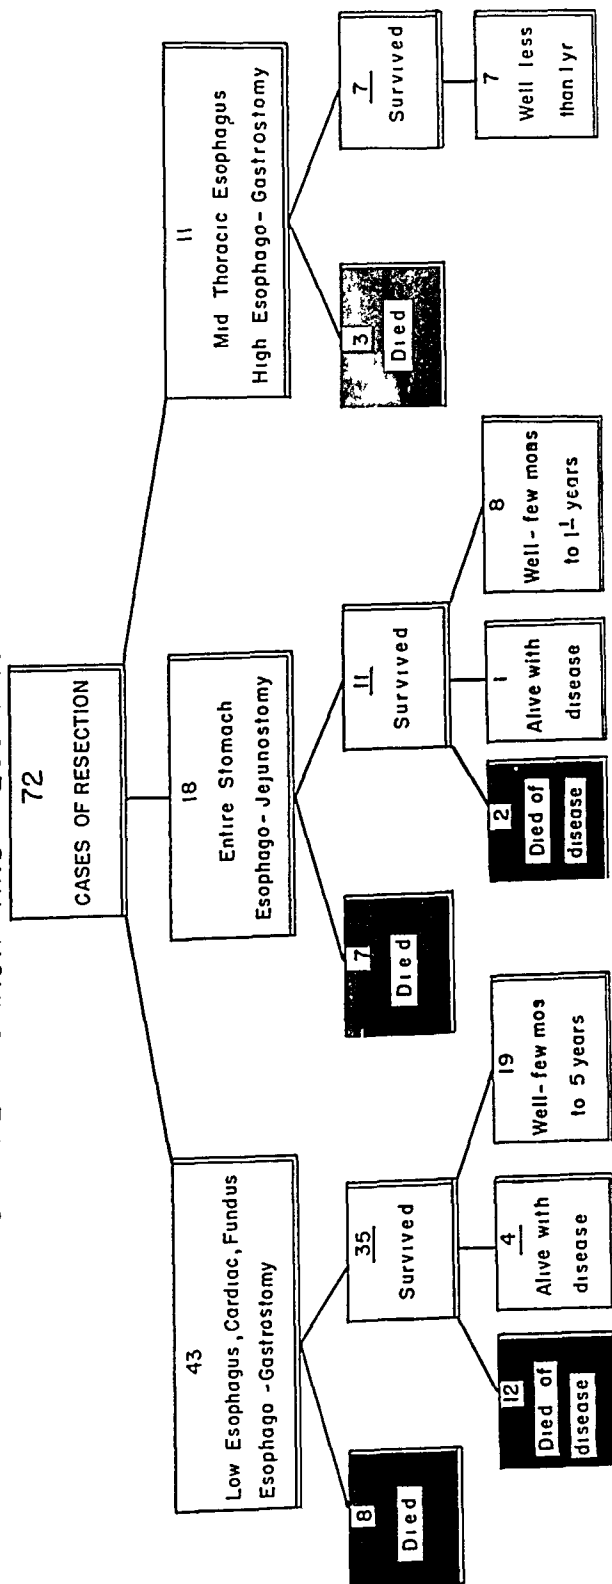 72
CASES OF RESECTION
43
Low Esophagus, Cardiac, Fundus
Esophago-Gastrostomy
18
Entire Stomach
Esophago-Jejunostomy
11
Mid Thoracic Esophagus
High Esophago-Gastrostomy
8
Died
35
Survived
7
Died
11
Survived
3
Died
7
Survived
12
Died of
disease
4
Alive with
disease
19
Well-few mos
to 5 years
2
Died of
disease
1
Alive with
disease
8
Well-few moas
to 1 1/2 years
7
Well less
than 1yr